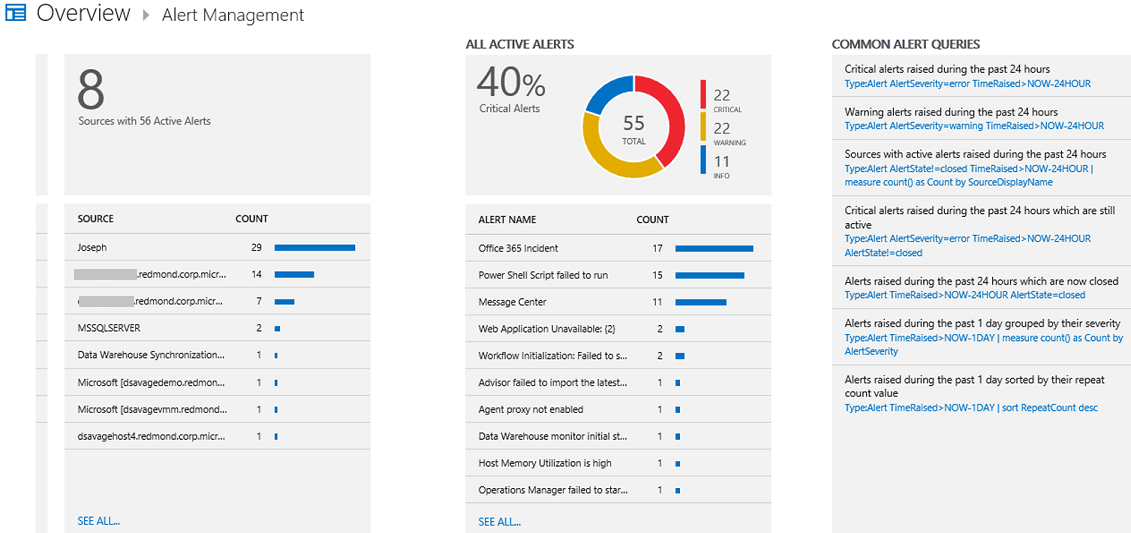 Overview Alert Management
8
Sources with 56 Active Alerts
SOURCE COUNT
Joseph 29
.redmond.corp.micr... 14
.redmond.corp.micr... 7
MSSQLSERVER 2
Data Warehouse Synchronization... 1
Microsoft [dsavagedemo.redmon... 1
Microsoft [dsavagevmm.redmond... 1
dsavagehost4.redmond.corp.micr... 1
SEE ALL...
ALL ACTIVE ALERTS
40%
Critical Alerts
55
TOTAL
22
CRITICAL
22
WARNING
11
INFO
ALERT NAME COUNT
Office 365 Incident 17
Power Shell Script failed to run 15
Message Center 11
Web Application Unavailable: {2} 2
Workflow Initialization: Failed to s... 2
Advisor failed to import the latest... 1
Agent proxy not enabled 1
Data Warehouse monitor initial st... 1
Host Memory Utilization is high 1
Operations Manager failed to star... 1
SEE ALL...
COMMON ALERT QUERIES
Critical alerts raised during the past 24 hours
Type:Alert AlertSeverity=error TimeRaised>NOW-24HOUR
Warning alerts raised during the past 24 hours
Type:Alert AlertSeverity=warning TimeRaised>NOW-24HOUR
Sources with active alerts raised during the past 24 hours
Type:Alert AlertState!=closed TimeRaised>NOW-24HOUR |
measure count() as Count by SourceDisplayName
Critical alerts raised during the past 24 hours which are still
active
Type:Alert AlertSeverity=error TimeRaised>NOW-24HOUR
AlertState!=closed
Alerts raised during the past 24 hours which are now closed
Type:Alert TimeRaised>NOW-24HOUR AlertState=closed
Alerts raised during the past 1 day grouped by their severity
Type:Alert TimeRaised>NOW-1DAY | measure count() as Count by
AlertSeverity
Alerts raised during the past 1 day sorted by their repeat
count value
Type:Alert TimeRaised>NOW-1DAY | sort RepeatCount desc